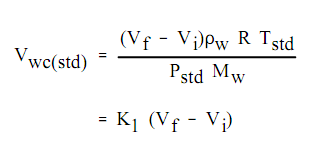 V_wc(std) = (V_f − V_i)ρ_w R T_std / P_std M_w
= K_1 (V_f − V_i)